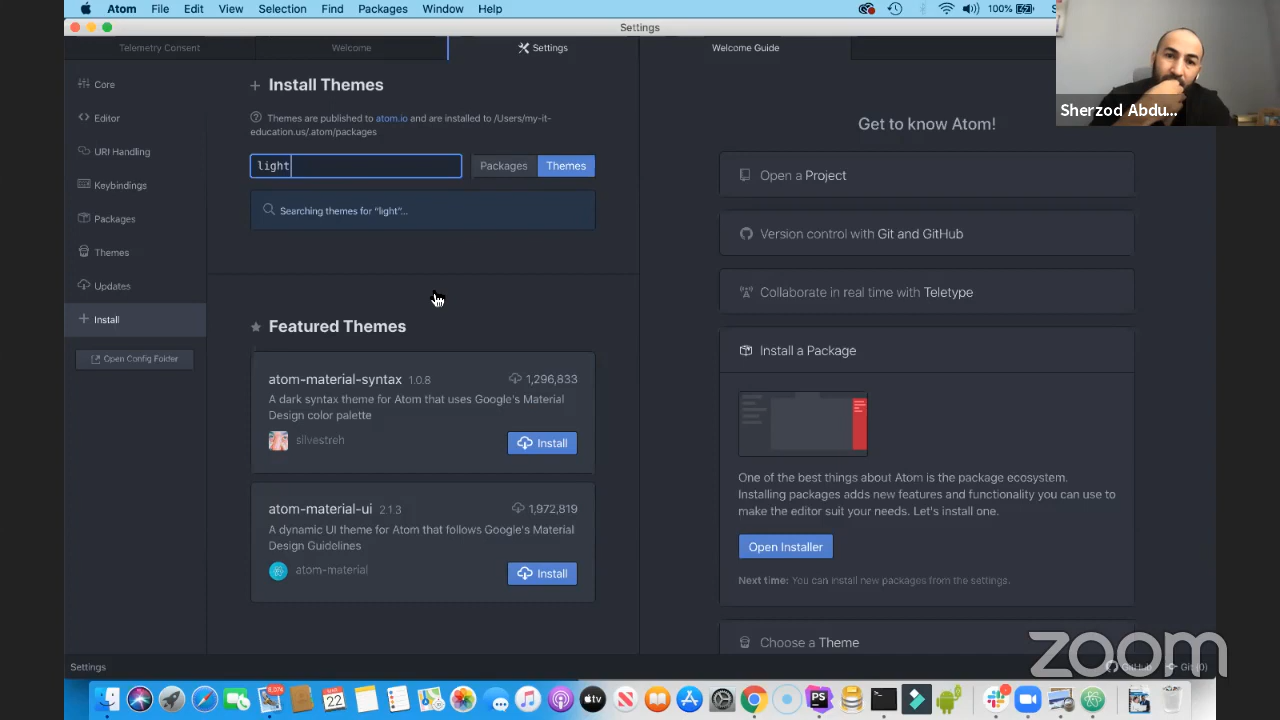 Atom File Edit View Selection Find Packages Window Help
100%
Settings
Telemetry Consent
Welcome
Settings
Welcome Guide
Sherzod Abdu...
Core
Editor
URI Handling
Keybindings
Packages
Themes
Updates
Install
Open Config Folder
Install Themes
Themes are published to atom.io and are installed to /Users/my-it-
education.us/.atom/packages
light
Packages
Themes
Searching themes for “light”...
Featured Themes
atom-material-syntax 1.0.8 1,296,833
A dark syntax theme for Atom that uses Google's Material
Design color palette
silvestreh
Install
atom-material-ui 2.1.3 1,972,819
A dynamic UI theme for Atom that follows Google's Material
Design Guidelines
atom-material
Install
Get to know Atom!
Open a Project
Version control with Git and GitHub
Collaborate in real time with Teletype
Install a Package
One of the best things about Atom is the package ecosystem.
Installing packages adds new features and functionality you can use to
make the editor suit your needs. Let's install one.
Open Installer
Next time: You can install new packages from the settings.
Choose a Theme
zoom
Settings
GitHub
Git (0)
22
tv
PS